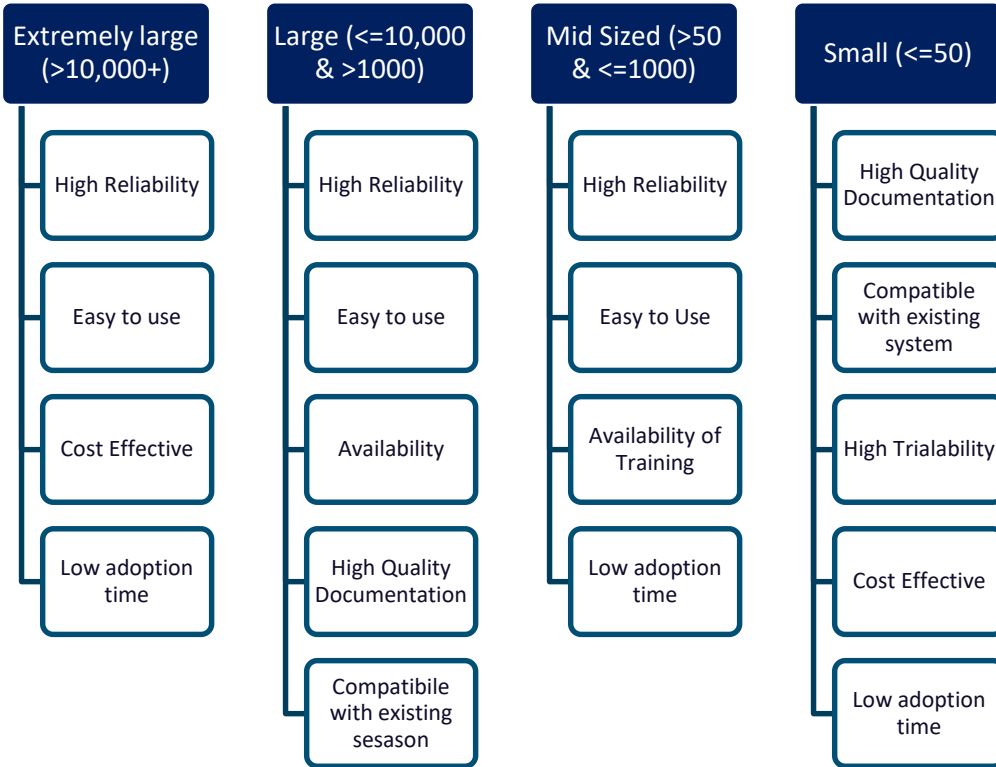 Extremely large
(>10,000+)
High Reliability
Easy to use
Cost Effective
Low adoption
time
Large (<=10,000
& >1000)
High Reliability
Easy to use
Availability
High Quality
Documentation
Compatibile
with existing
sesason
Mid Sized (>50
& <=1000)
High Reliability
Easy to Use
Availability of
Training
Low adoption
time
Small (<=50)
High Quality
Documentation
Compatible
with existing
system
High Trialability
Cost Effective
Low adoption
time